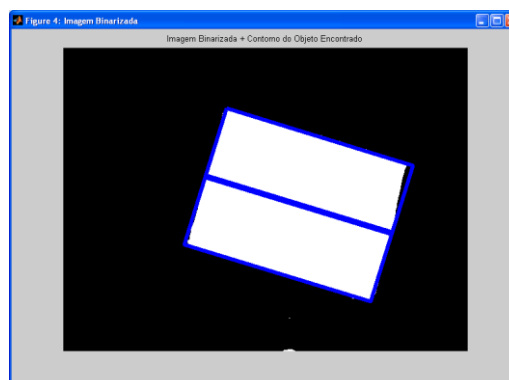 Figure 4: Imagem Binarizada
Imagem Binarizada + Contorno do Objeto Encontrado